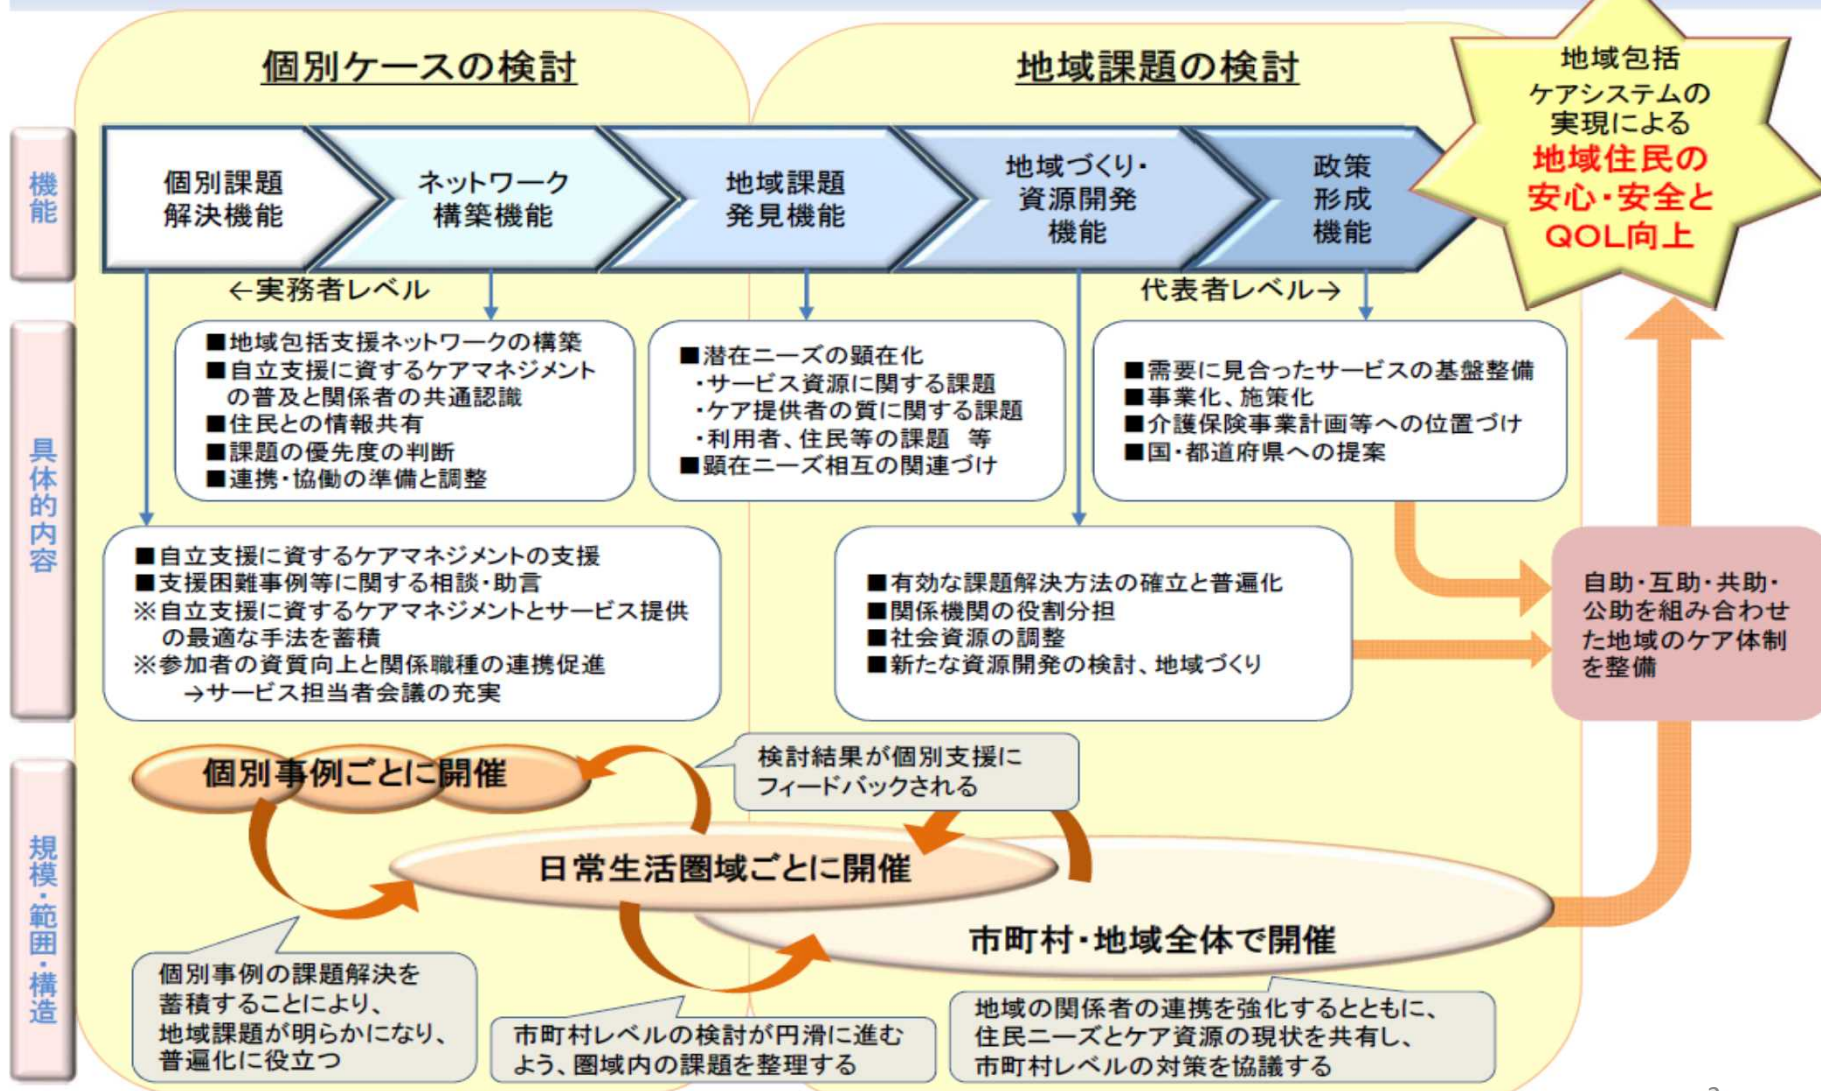 個別ケースの検討
地域課題の検討
地域包括
ケアシステムの
実現による
地域住民の
安心・安全と
QOL向上
機能
個別課題
解決機能
ネットワーク
構築機能
地域課題
発見機能
地域づくり・
資源開発
機能
政策
形成
機能
←実務者レベル
代表者レベル→
具体的内容
■地域包括支援ネットワークの構築
■自立支援に資するケアマネジメント
の普及と関係者の共通認識
■住民との情報共有
■課題の優先度の判断
■連携・協働の準備と調整
■潜在ニーズの顕在化
・サービス資源に関する課題
・ケア提供者の質に関する課題
・利用者、住民等の課題 等
■顕在ニーズ相互の関連づけ
■需要に見合ったサービスの基盤整備
■事業化、施策化
■介護保険事業計画等への位置づけ
■国・都道府県への提案
■自立支援に資するケアマネジメントの支援
■支援困難事例等に関する相談・助言
※自立支援に資するケアマネジメントとサービス提供
の最適な手法を蓄積
※参加者の資質向上と関係職種の連携促進
→サービス担当者会議の充実
■有効な課題解決方法の確立と普遍化
■関係機関の役割分担
■社会資源の調整
■新たな資源開発の検討、地域づくり
自助・互助・共助・
公助を組み合わせ
た地域のケア体制
を整備
規模・範囲・構造
個別事例ごとに開催
検討結果が個別支援に
フィードバックされる
日常生活圏域ごとに開催
市町村・地域全体で開催
個別事例の課題解決を
蓄積することにより、
地域課題が明らかになり、
普遍化に役立つ
市町村レベルの検討が円滑に進む
よう、圏域内の課題を整理する
地域の関係者の連携を強化するとともに、
住民ニーズとケア資源の現状を共有し、
市町村レベルの対策を協議する